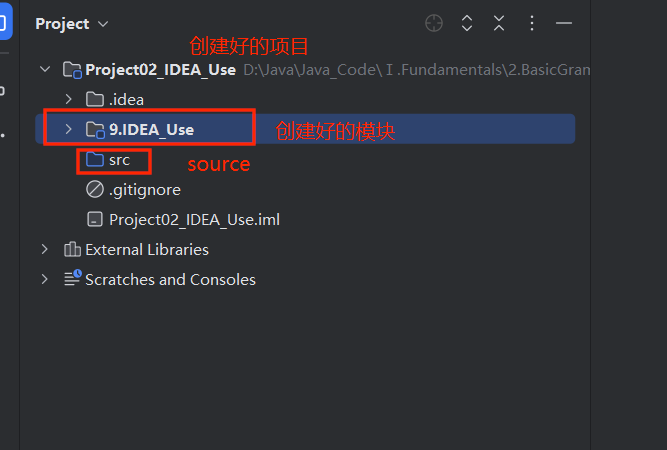 Project
创建好的项目
Project02_IDEA_Use D:\Java\Java_Code\Ⅰ.Fundamentals\2.BasicGran
.idea
9.IDEA_Use 创建好的模块
src source
.gitignore
Project02_IDEA_Use.iml
External Libraries
Scratches and Consoles